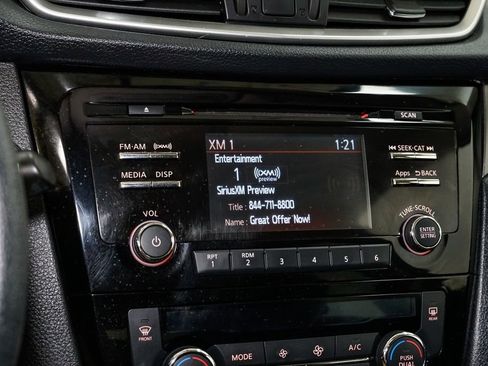 SCAN
FM·AM (XM)
MEDIA DISP
VOL
XM 1 1:21
Entertainment
1 ((XM)) preview
SiriusXM Preview
Title : 844-711-8800
Name : Great Offer Now!
SEEK·CAT
Apps BACK
TUNE·SCROLL
ENTER
SETTING
RPT 1 RDM 2 3 4 5 6
FRONT
REAR
MODE A/C
PUSH
DUAL